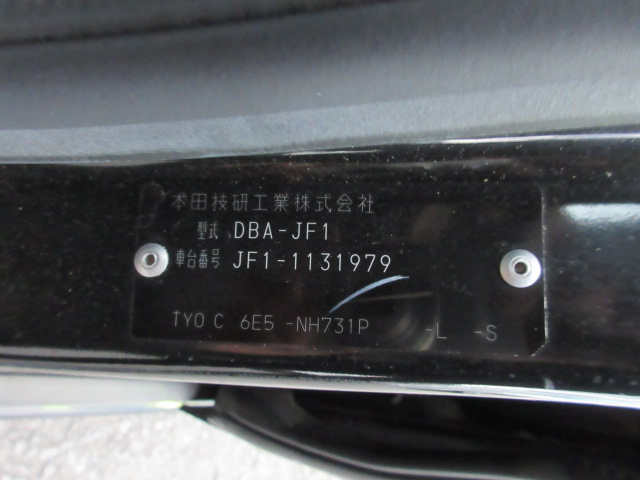 本田技研工業株式会社
型式 DBA-JF1
車台番号 JF1-1131979
TYO C 6E5 -NH731P -L -S